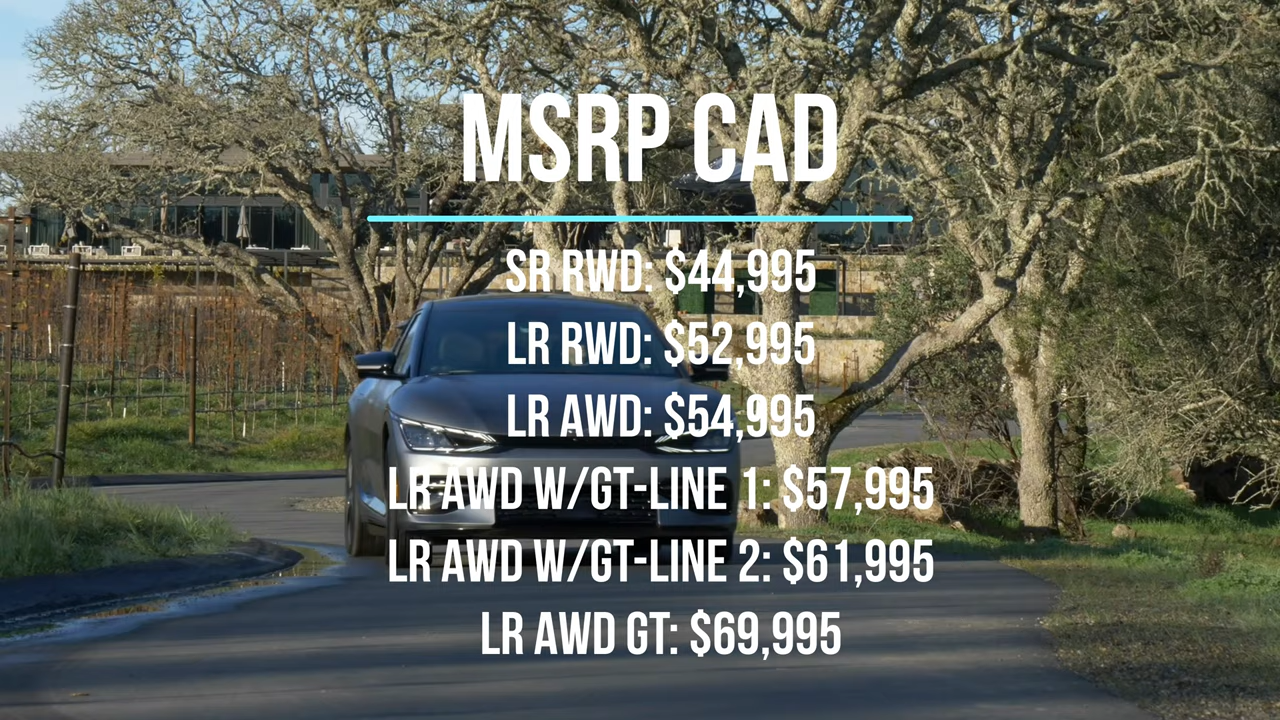 MSRP CAD
SR RWD: $44,995
LR RWD: $52,995
LR AWD: $54,995
LR AWD W/GT-LINE 1: $57,995
LR AWD W/GT-LINE 2: $61,995
LR AWD GT: $69,995